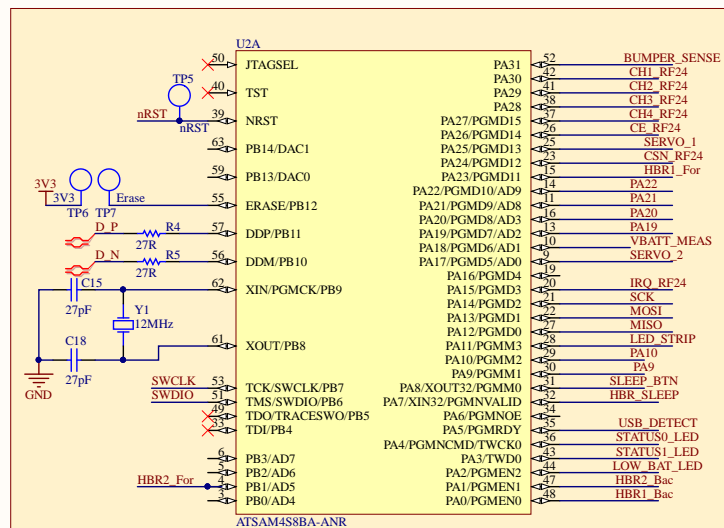 U2A
50 JTAGSEL PA31 52 BUMPER_SENSE
PA30 42 CH1_RF24
TP5
40 TST PA29 41 CH2_RF24
PA28 38 CH3_RF24
nRST nRST 39 NRST PA27/PGMD15 37 CH4_RF24
PA26/PGMD14 26 CE_RF24
63 PB14/DAC1 PA25/PGMD13 25 SERVO_1
PA24/PGMD12 23 CSN_RF24
59 PB13/DAC0 PA23/PGMD11 15 HBR1_For
3V3 3V3 Erase PA22/PGMD10/AD9 14 PA22
TP6 TP7 55 ERASE/PB12 PA21/PGMD9/AD8 11 PA21
PA20/PGMD8/AD3 16 PA20
D_P R4 27R 57 DDP/PB11 PA19/PGMD7/AD2 13 PA19
PA18/PGMD6/AD1 10 VBATT_MEAS
D_N R5 27R 56 DDM/PB10 PA17/PGMD5/AD0 9 SERVO_2
PA16/PGMD4 19
C15 27pF 62 XIN/PGMCK/PB9 PA15/PGMD3 20 IRQ_RF24
PA14/PGMD2 21 SCK
Y1 PA13/PGMD1 22 MOSI
12MHz PA12/PGMD0 27 MISO
C18 27pF 61 XOUT/PB8 PA11/PGMM3 28 LED_STRIP
PA10/PGMM2 29 PA10
GND PA9/PGMM1 30 PA9
SWCLK 53 TCK/SWCLK/PB7 PA8/XOUT32/PGMM0 31 SLEEP_BTN
SWDIO 51 TMS/SWDIO/PB6 PA7/XIN32/PGMNVALID 32 HBR_SLEEP
49 TDO/TRACESWO/PB5 PA6/PGMNOE 34
33 TDI/PB4 PA5/PGMRDY 35 USB_DETECT
PA4/PGMNCMD/TWCK0 36 STATUS0_LED
6 PB3/AD7 PA3/TWD0 43 STATUS1_LED
5 PB2/AD6 PA2/PGMEN2 44 LOW_BAT_LED
HBR2_For 4 PB1/AD5 PA1/PGMEN1 47 HBR2_Bac
3 PB0/AD4 PA0/PGMEN0 48 HBR1_Bac
ATSAM4S8BA-ANR